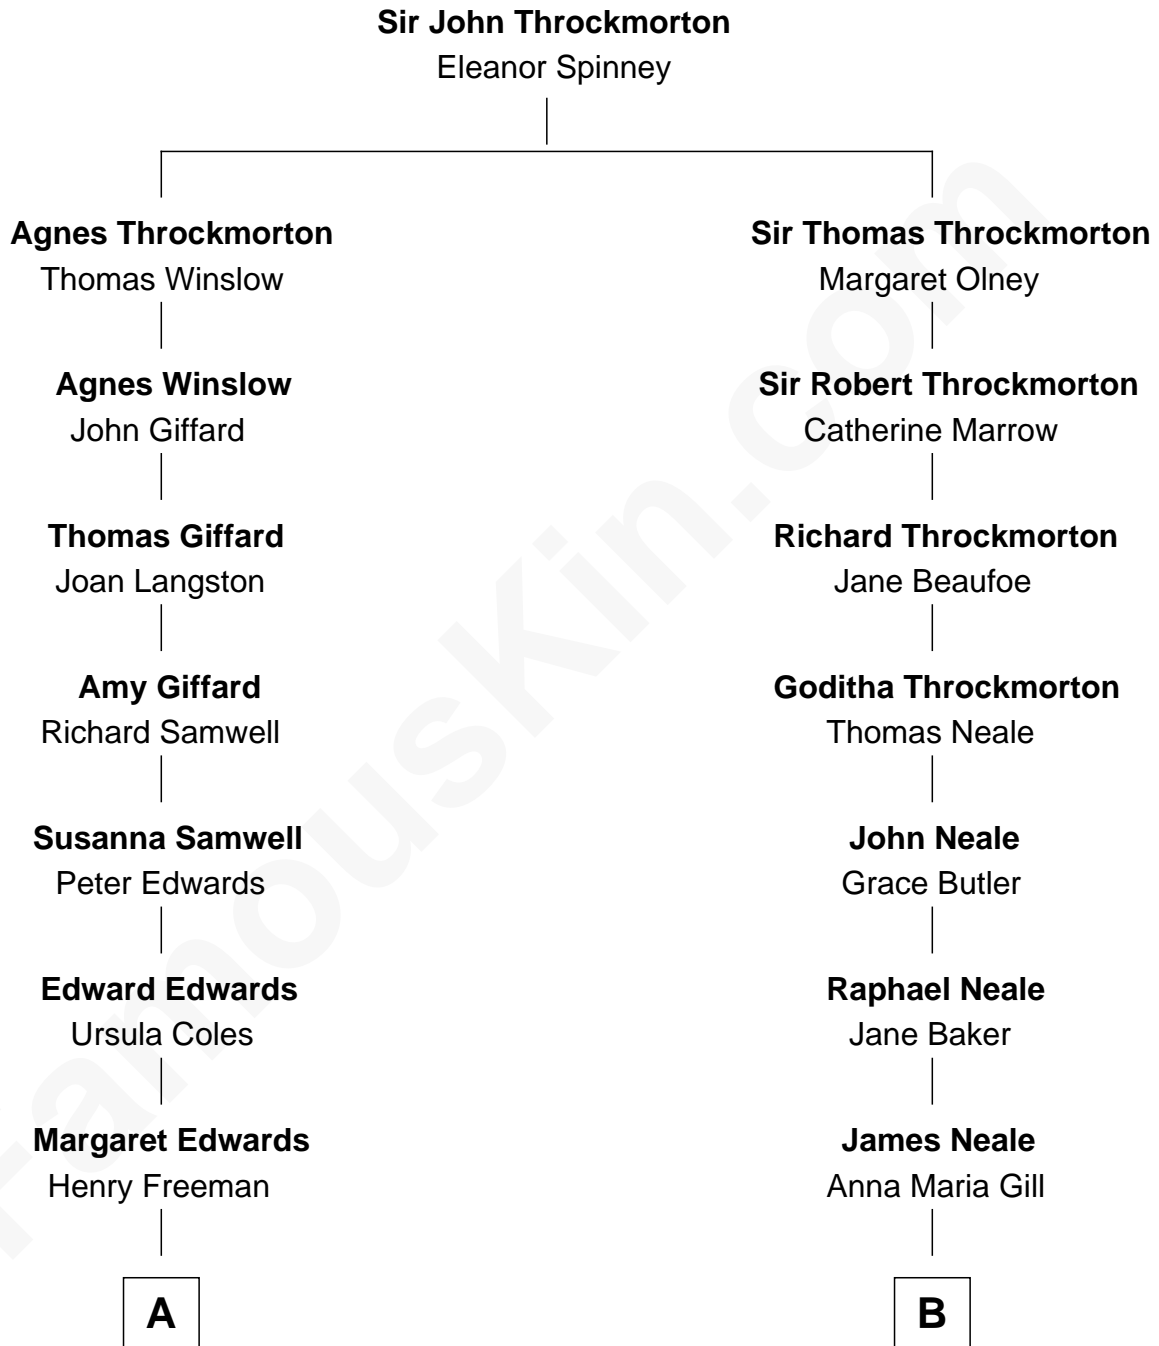 Sir John Throckmorton
Eleanor Spinney
Agnes Throckmorton
Thomas Winslow
Sir Thomas Throckmorton
Margaret Olney
Agnes Winslow
John Giffard
Sir Robert Throckmorton
Catherine Marrow
Thomas Giffard
Joan Langston
Richard Throckmorton
Jane Beaufoe
Amy Giffard
Richard Samwell
Goditha Throckmorton
Thomas Neale
Susanna Samwell
Peter Edwards
John Neale
Grace Butler
Edward Edwards
Ursula Coles
Raphael Neale
Jane Baker
Margaret Edwards
Henry Freeman
James Neale
Anna Maria Gill
A
B
FamousKin.com